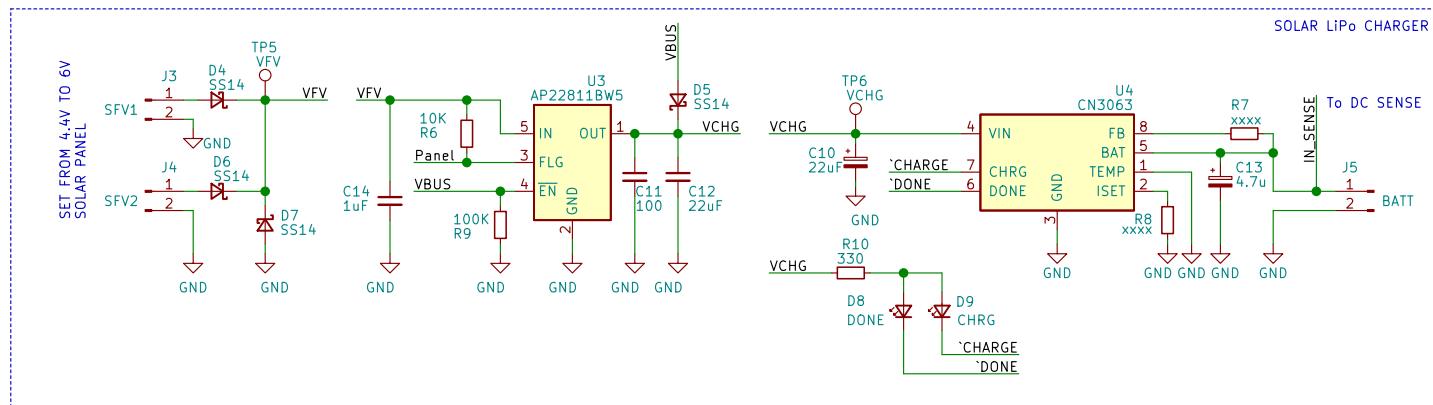 SOLAR LiPo CHARGER
SET FROM 4.4V TO 6V
SOLAR PANEL
J3
SFV1
1
2
D4
SS14
GND
TP5
VFV
VFV
J4
SFV2
1
2
D6
SS14
GND
D7
SS14
GND
VFV
10K
R6
Panel
VBUS
C14
1uF
GND
100K
R9
GND
U3
AP22811BW5
5
IN
3
FLG
4
EN
OUT
1
GND
2
GND
VBUS
D5
SS14
VCHG
C11
100
GND
C12
22uF
GND
VCHG
TP6
VCHG
C10
22uF
GND
`CHARGE
`DONE
U4
CN3063
4
VIN
7
CHRG
6
DONE
FB
8
BAT
5
TEMP
1
ISET
2
GND
3
GND
R7
xxxx
R8
xxxx
GND
GND
C13
4.7u
GND
IN_SENSE
To DC SENSE
J5
1
2
BATT
GND
VCHG
R10
330
D8
DONE
D9
CHRG
`CHARGE
`DONE